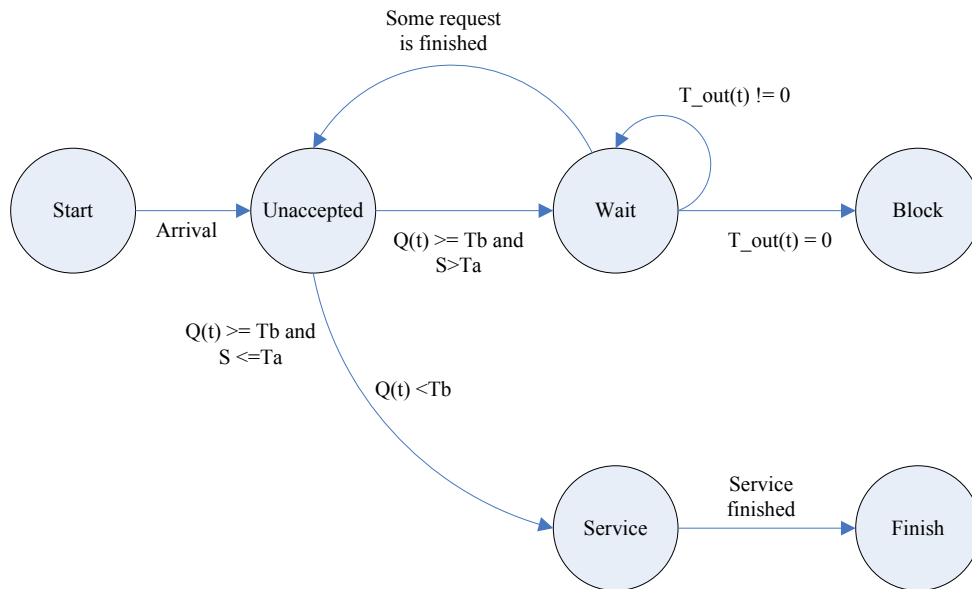 Some request
is finished
T_out(t) != 0
Start
Unaccepted
Wait
Block
Arrival
Q(t) >= Tb and
S>Ta
T_out(t) = 0
Q(t) >= Tb and
S <=Ta
Q(t) <Tb
Service
finished
Service
Finish